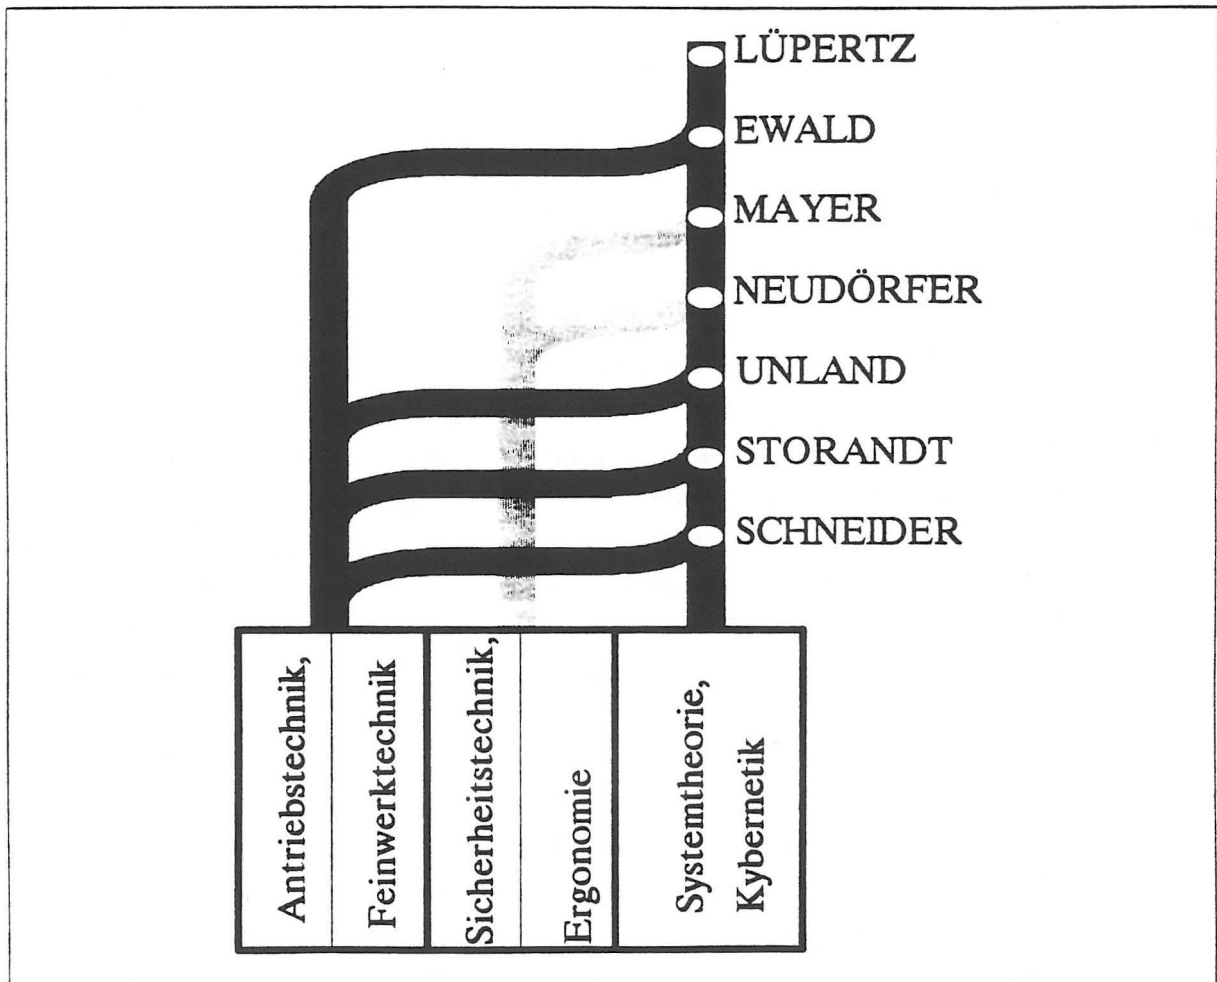 LÜPERTZ
EWALD
MAYER
NEUDÖRFER
UNLAND
STORANDT
SCHNEIDER
Antriebstechnik,
Feinwerktechnik
Sicherheitstechnik,
Ergonomie
Systemtheorie,
Kybernetik